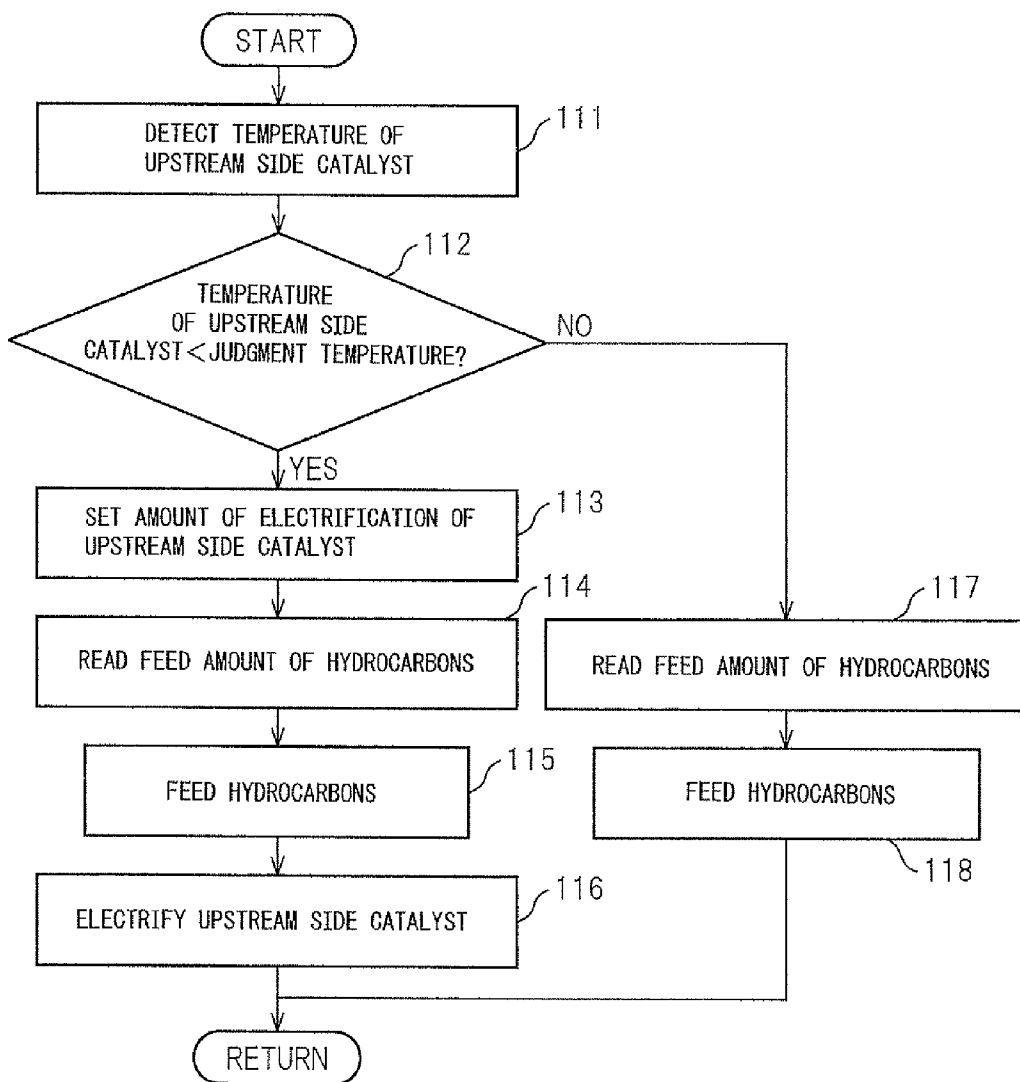 START
DETECT TEMPERATURE OF
UPSTREAM SIDE CATALYST
111
112
TEMPERATURE
OF UPSTREAM SIDE
CATALYST<JUDGMENT TEMPERATURE?
NO
YES
SET AMOUNT OF ELECTRIFICATION OF
UPSTREAM SIDE CATALYST
113
114
READ FEED AMOUNT OF HYDROCARBONS
117
READ FEED AMOUNT OF HYDROCARBONS
FEED HYDROCARBONS
115
FEED HYDROCARBONS
118
ELECTRIFY UPSTREAM SIDE CATALYST
116
RETURN